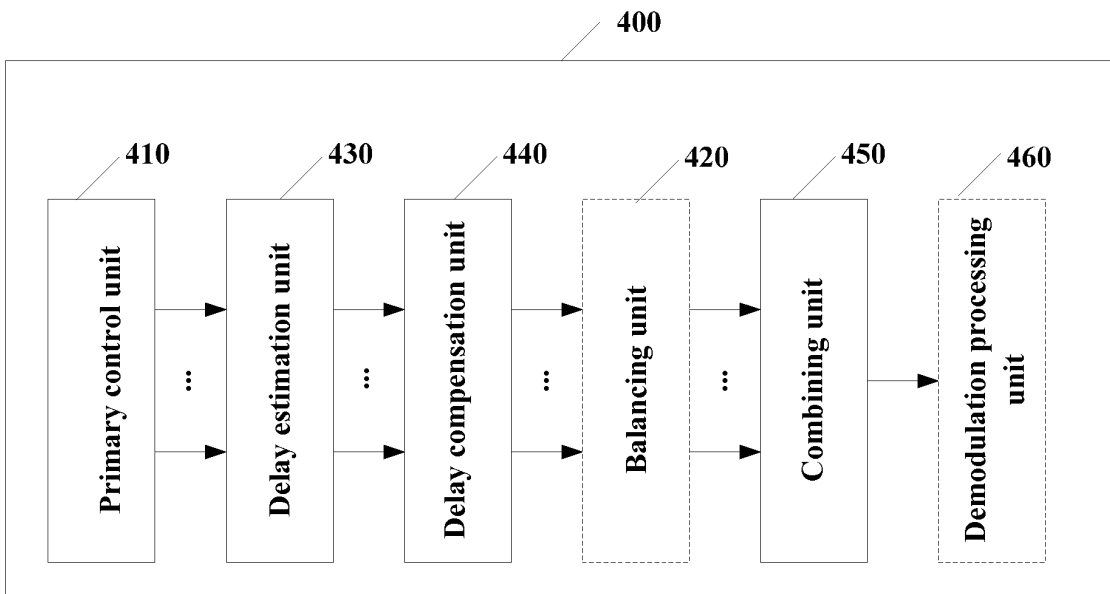 400
410
430
440
420
450
460
Primary control unit
Delay estimation unit
Delay compensation unit
Balancing unit
Combining unit
Demodulation processing
unit
...
...
...
...